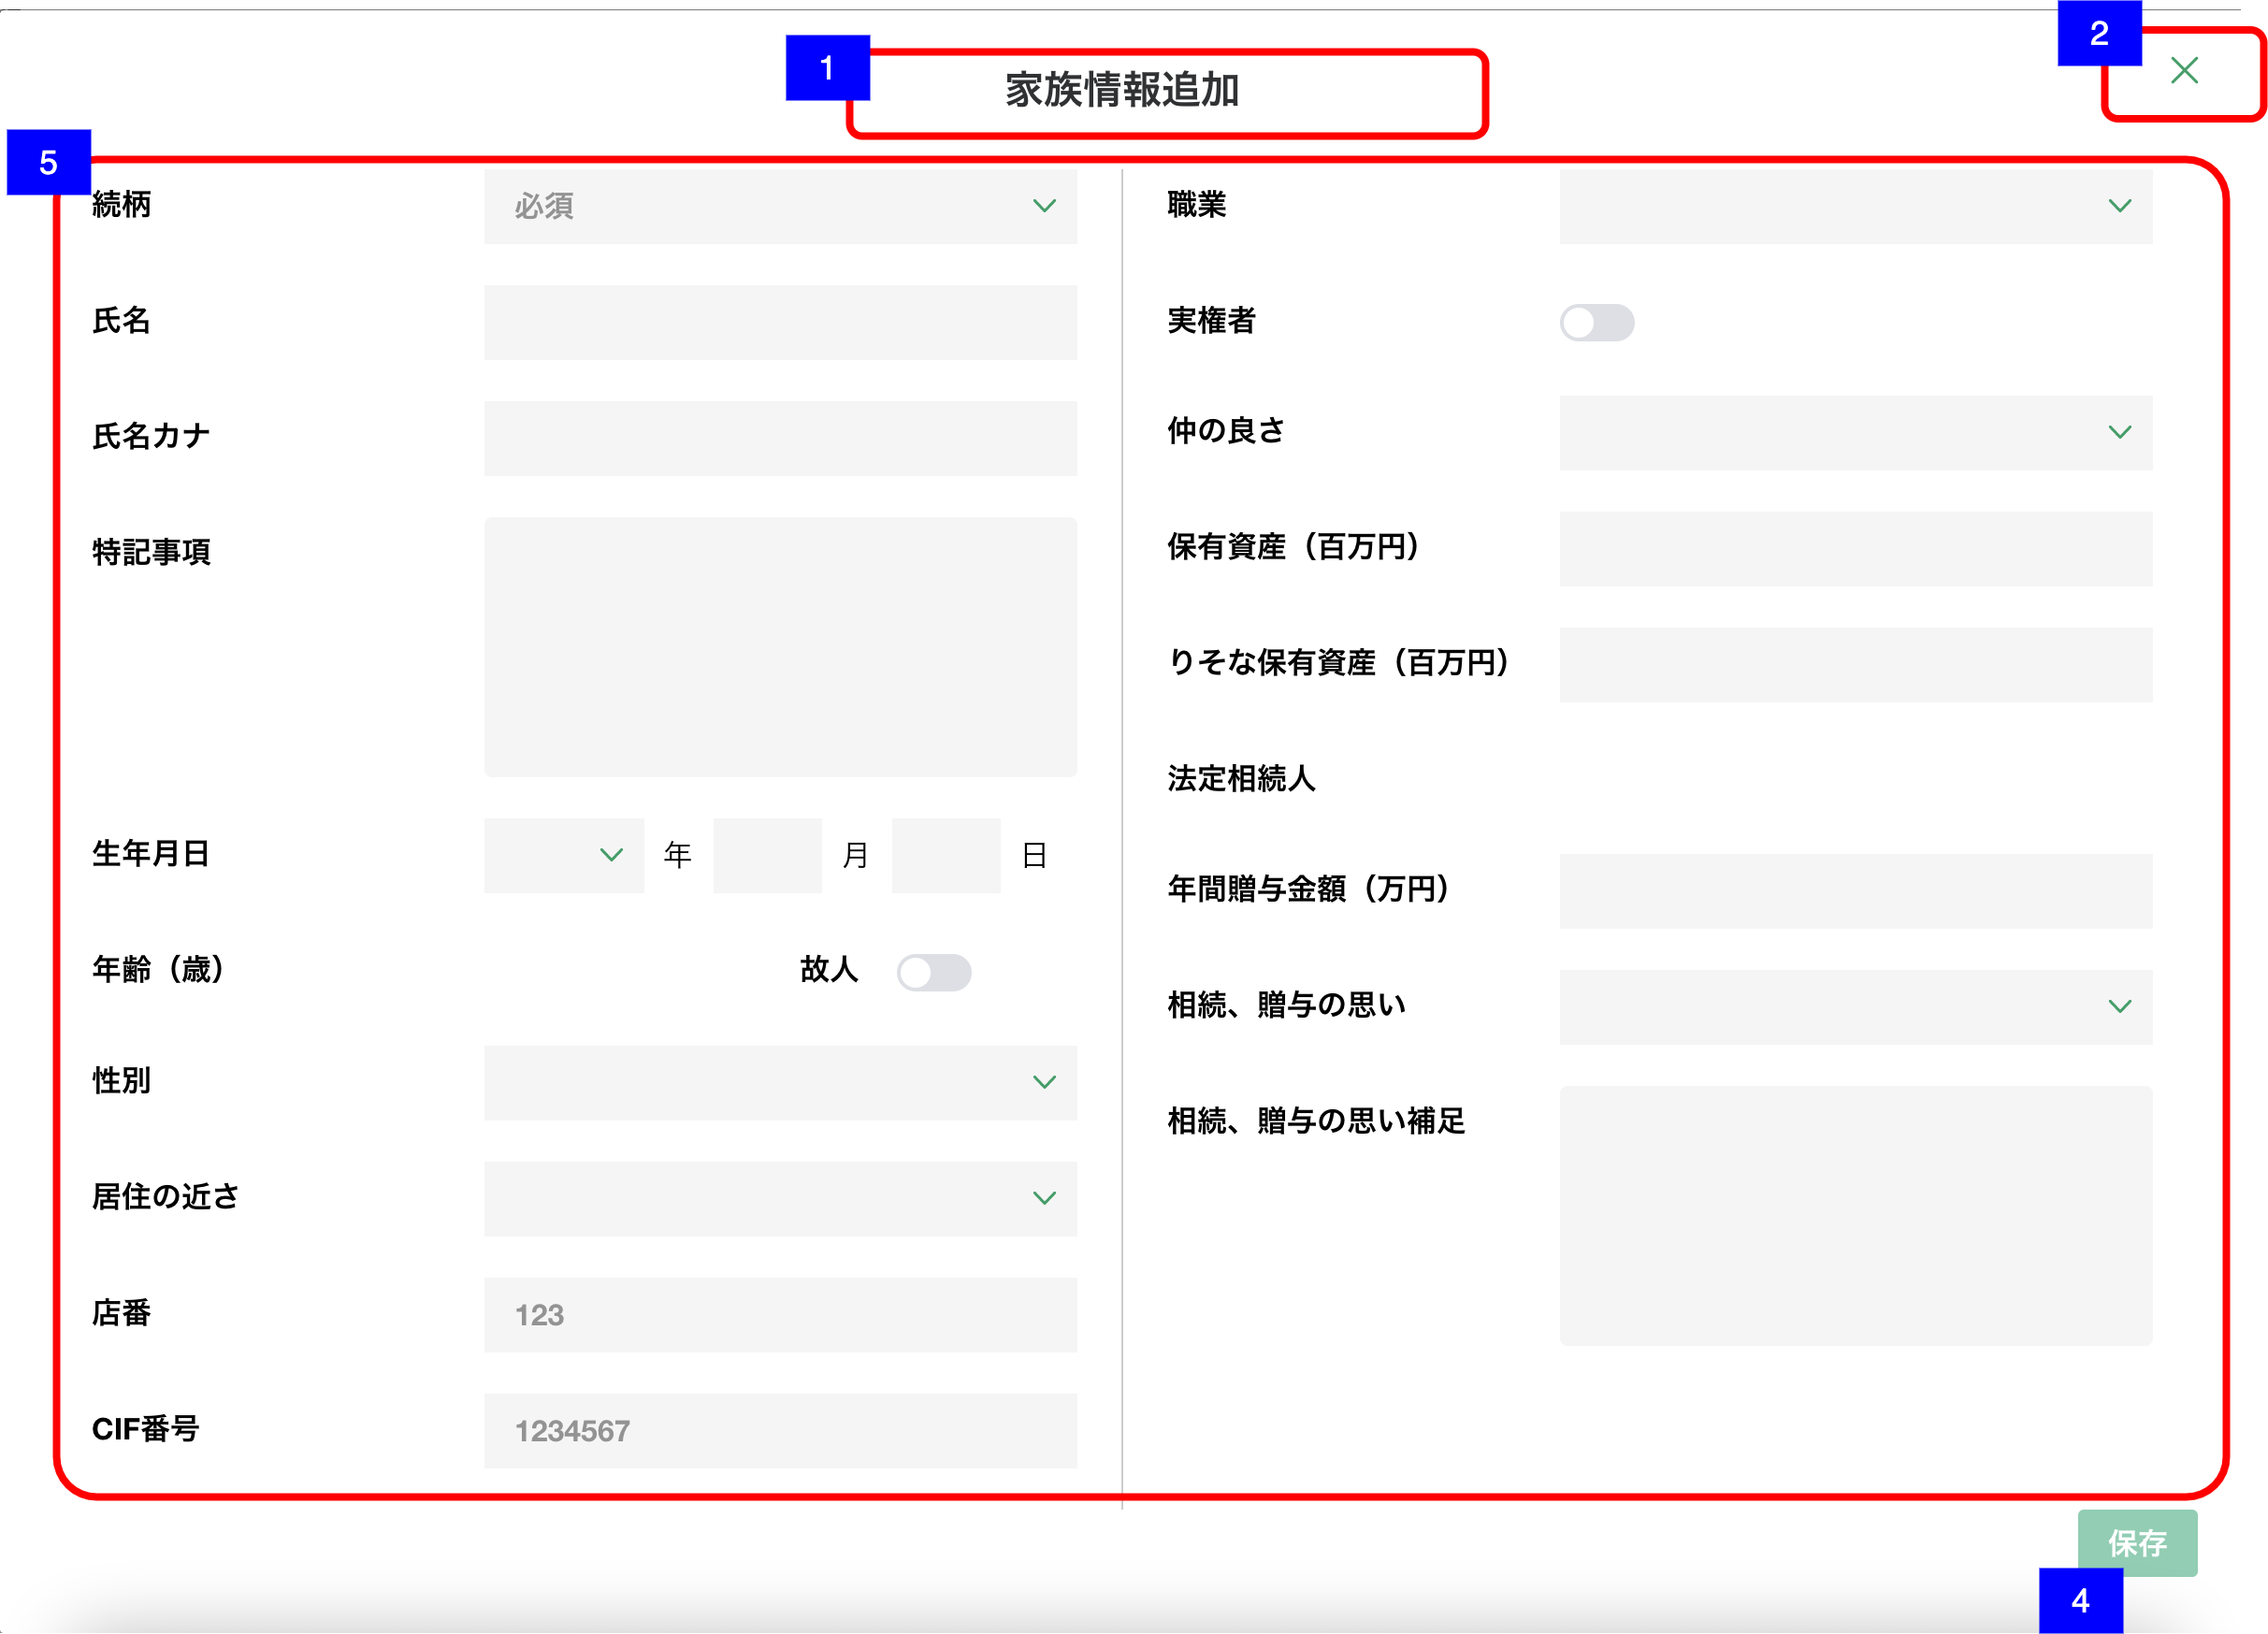 1
家族情報追加
2
5
続柄
必須
氏名
氏名カナ
特記事項
生年月日
年
月
日
年齢（歳）
故人
性別
居住の近さ
店番
123
CIF番号
1234567
職業
実権者
仲の良さ
保有資産（百万円）
りそな保有資産（百万円）
法定相続人
年間贈与金額（万円）
相続、贈与の思い
相続、贈与の思い補足
保存
4